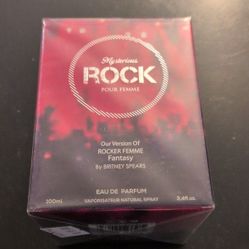 Mysterious
ROCK
POUR FEMME
Our Version Of
ROCKER FEMME
Fantasy
By BRITNEY SPEARS
EAU DE PARFUM
100ml VAPORISATEUR NATURAL SPRAY 3.4fl.oz.